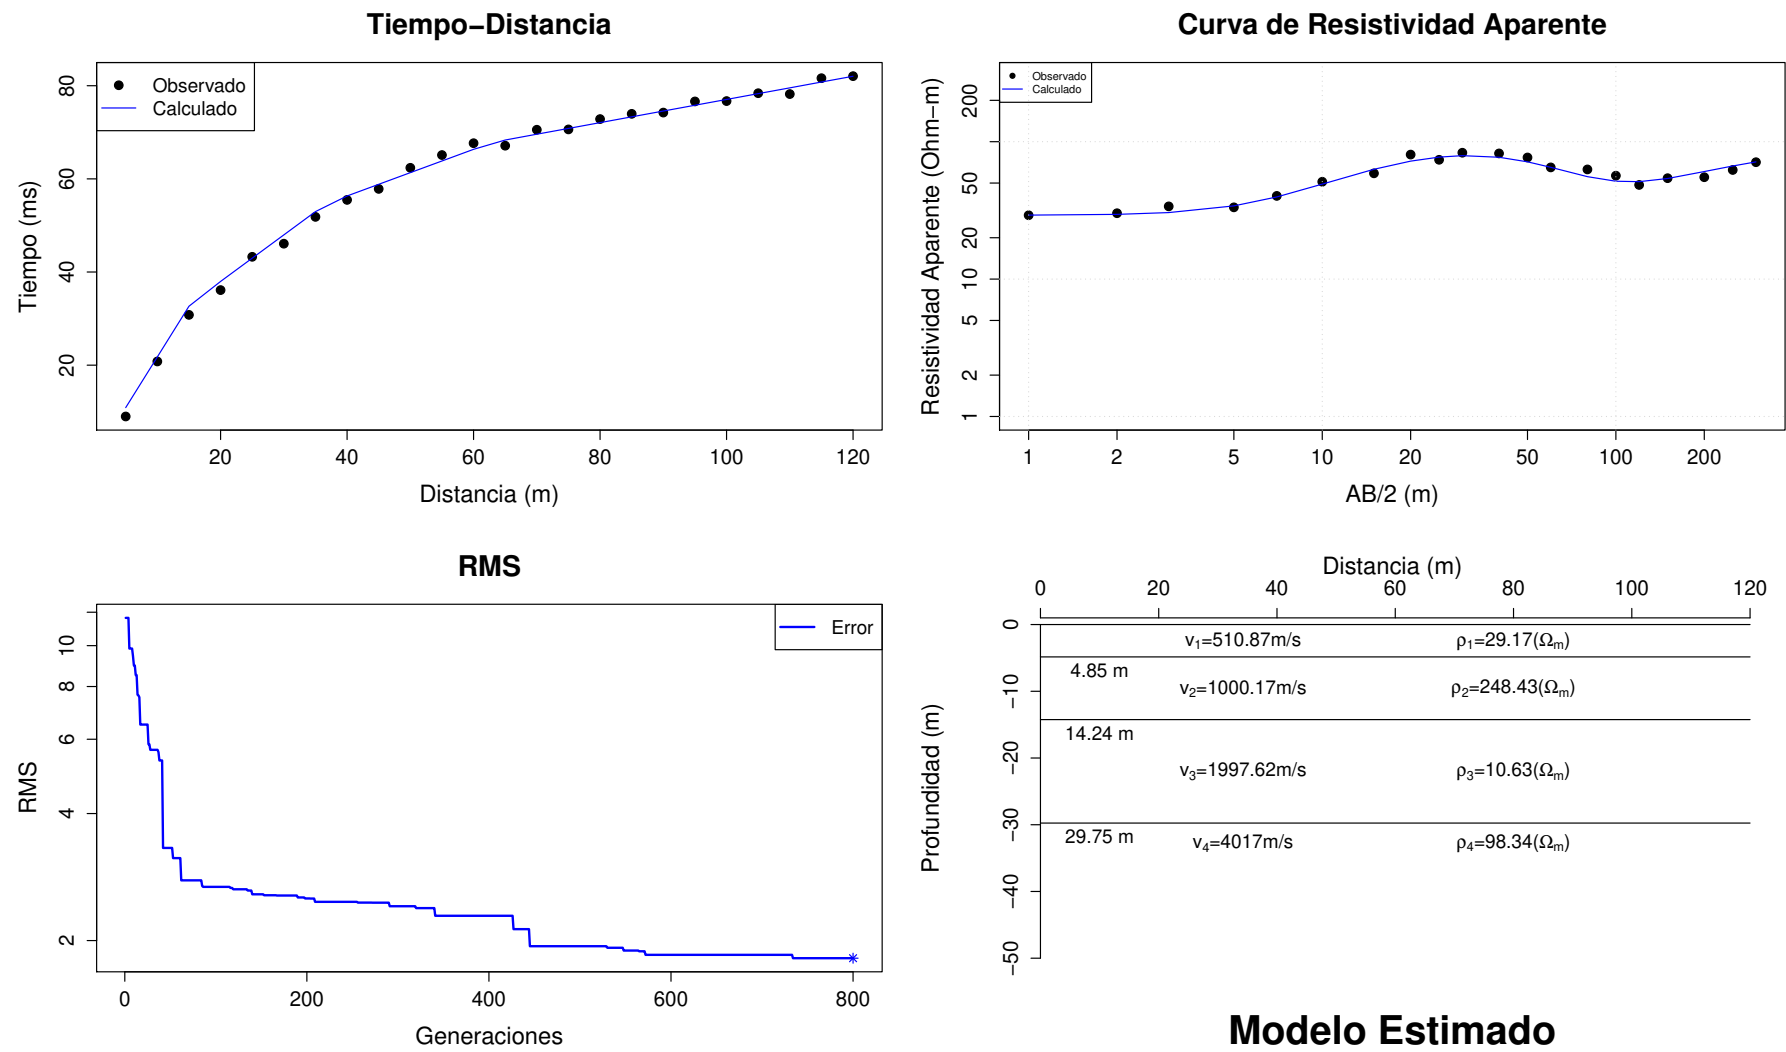 Tiempo−Distancia
Observado
Calculado
Tiempo (ms)
20
40
60
80
20 40 60 80 100 120
Distancia (m)
Curva de Resistividad Aparente
Observado
Calculado
Resistividad Aparente (Ohm−m)
1
2
5
10
20
50
200
1 2 5 10 20 50 100 200
AB/2 (m)
RMS
Error
RMS
2
4
6
8
10
0 200 400 600 800
Generaciones
Distancia (m)
0 20 40 60 80 100 120
Profundidad (m)
0
−10
−20
−30
−40
−50
v1=510.87m/s ρ1=29.17(Ωm)
4.85 m
v2=1000.17m/s ρ2=248.43(Ωm)
14.24 m
v3=1997.62m/s ρ3=10.63(Ωm)
29.75 m
v4=4017m/s ρ4=98.34(Ωm)
Modelo Estimado